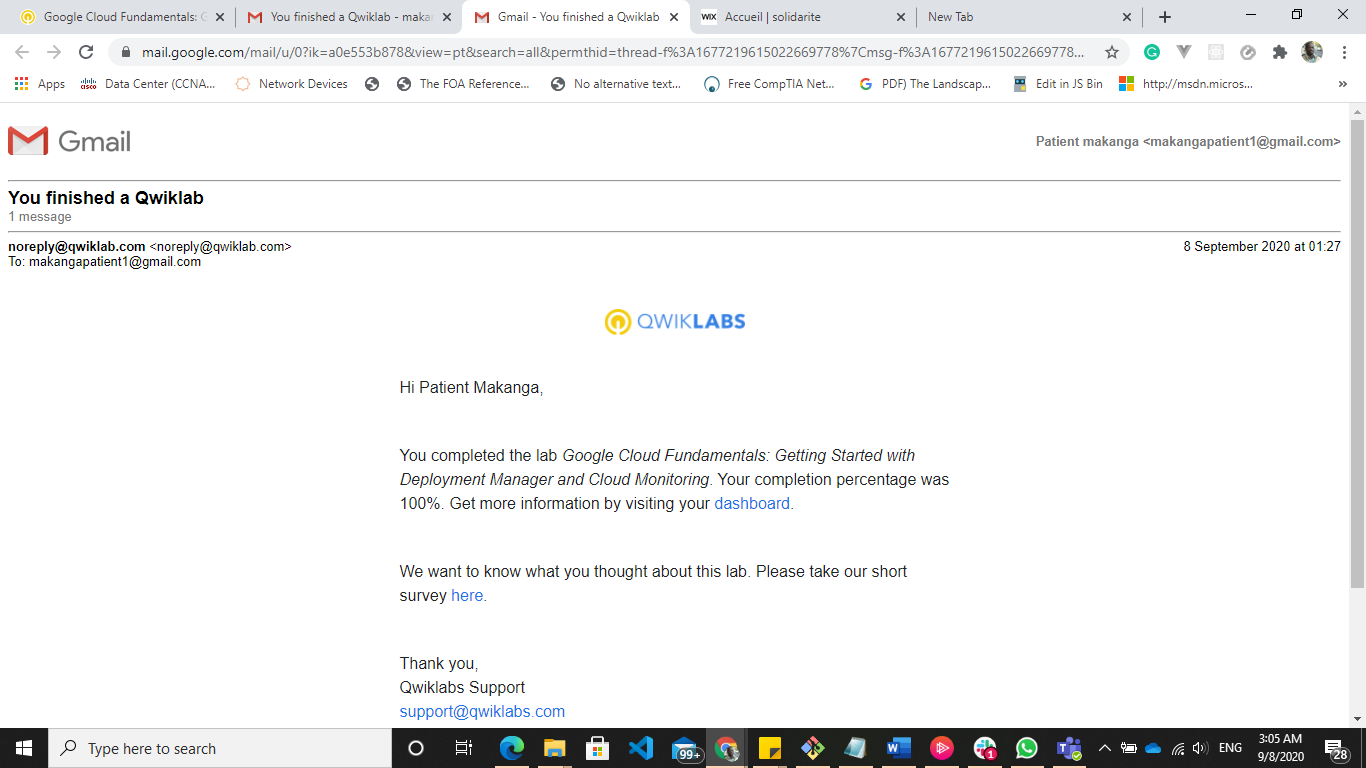 Google Cloud Fundamentals: G
You finished a Qwiklab - maka
Gmail - You finished a Qwiklab
WIX Accueil | solidarite
New Tab
mail.google.com/mail/u/0?ik=a0e553b878&view=pt&search=all&permthid=thread-f%3A1677219615022669778%7Cmsg-f%3A1677219615022669778...
Apps
cisco Data Center (CCNA...
Network Devices
The FOA Reference...
No alternative text...
Free CompTIA Net...
PDF) The Landscap...
Edit in JS Bin
http://msdn.micros...
»
Gmail
Patient makanga <makangapatient1@gmail.com>
You finished a Qwiklab
1 message
noreply@qwiklab.com <noreply@qwiklab.com>
8 September 2020 at 01:27
To: makangapatient1@gmail.com
QWIKLABS
Hi Patient Makanga,
You completed the lab Google Cloud Fundamentals: Getting Started with
Deployment Manager and Cloud Monitoring. Your completion percentage was
100%. Get more information by visiting your dashboard.
We want to know what you thought about this lab. Please take our short
survey here.
Thank you,
Qwiklabs Support
support@qwiklabs.com
Type here to search
99+
1
ENG
3:05 AM
9/8/2020
28